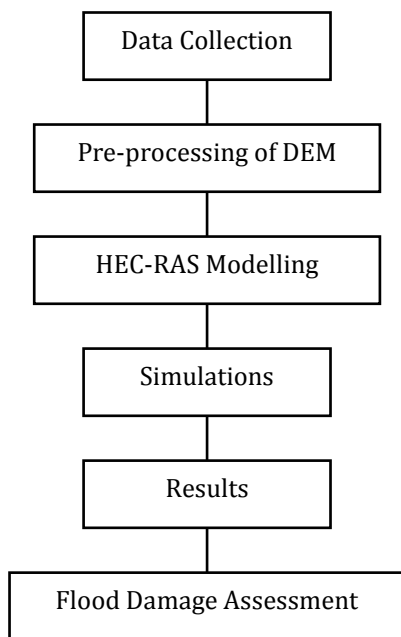 Data Collection
Pre-processing of DEM
HEC-RAS Modelling
Simulations
Results
Flood Damage Assessment